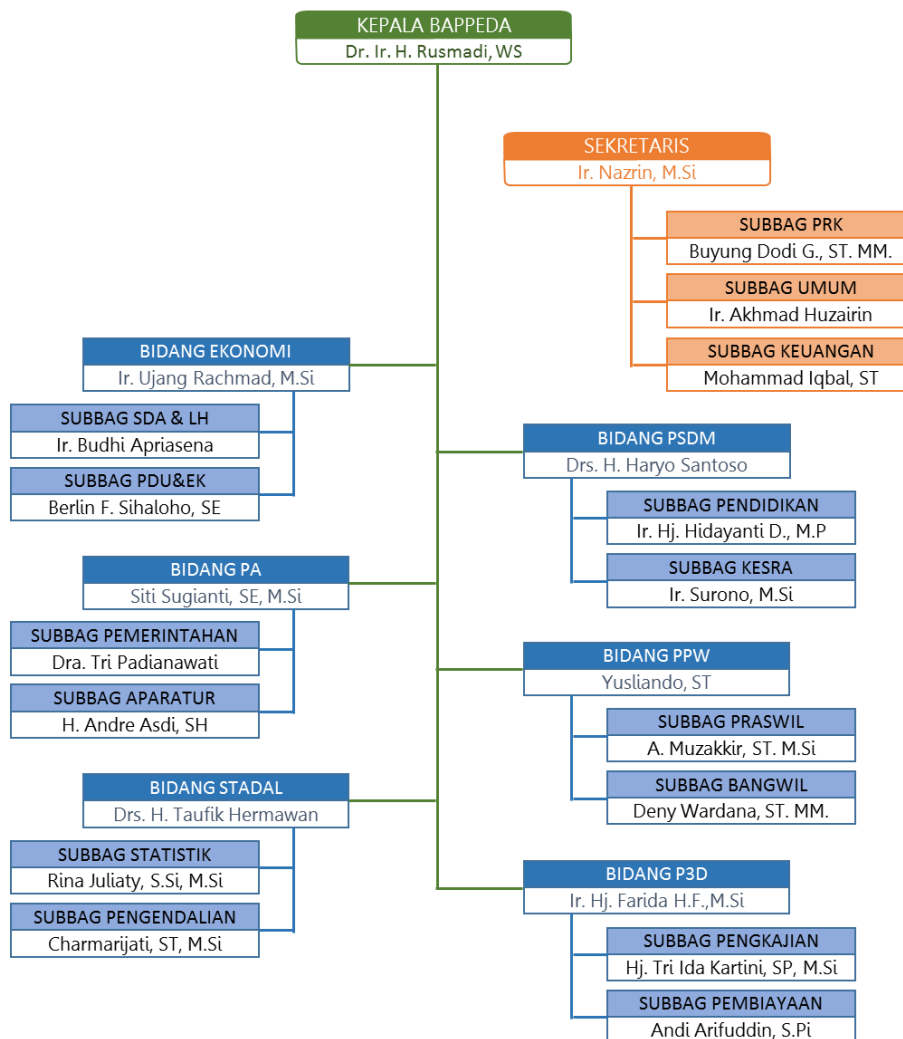 KEPALA BAPPEDA
Dr. Ir. H. Rusmadi, WS
SEKRETARIS
Ir. Nazrin, M.Si
SUBBAG PRK
Buyung Dodi G., ST. MM.
SUBBAG UMUM
Ir. Akhmad Huzairin
SUBBAG KEUANGAN
Mohammad Iqbal, ST
BIDANG EKONOMI
Ir. Ujang Rachmad, M.Si
SUBBAG SDA & LH
Ir. Budhi Apriasena
SUBBAG PDU&EK
Berlin F. Sihaloho, SE
BIDANG PSDM
Drs. H. Haryo Santoso
SUBBAG PENDIDIKAN
Ir. Hj. Hidayanti D., M.P
SUBBAG KESRA
Ir. Surono, M.Si
BIDANG PA
Siti Sugianti, SE, M.Si
SUBBAG PEMERINTAHAN
Dra. Tri Padianawati
SUBBAG APARATUR
H. Andre Asdi, SH
BIDANG PPW
Yusliando, ST
SUBBAG PRASWIL
A. Muzakkir, ST. M.Si
SUBBAG BANGWIL
Deny Wardana, ST. MM.
BIDANG STADAL
Drs. H. Taufik Hermawan
SUBBAG STATISTIK
Rina Juliaty, S.Si, M.Si
SUBBAG PENGENDALIAN
Charmarijati, ST, M.Si
BIDANG P3D
Ir. Hj. Farida H.F.,M.Si
SUBBAG PENGKAJIAN
Hj. Tri Ida Kartini, SP, M.Si
SUBBAG PEMBIAYAAN
Andi Arifuddin, S.Pi